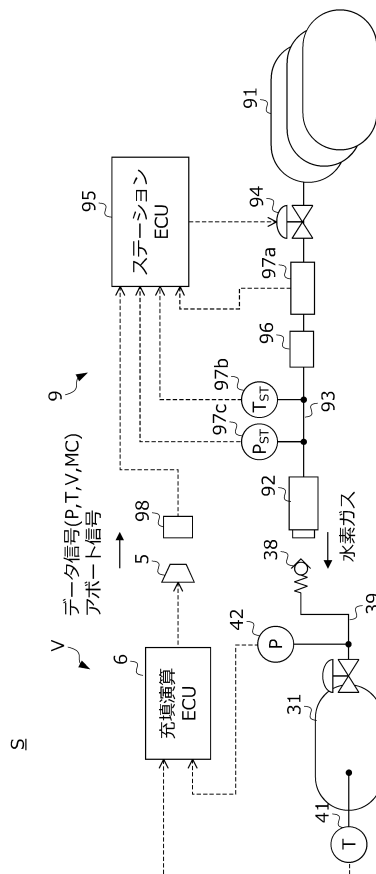 S
V
9
データ信号(P,T,V,MC)
アボート信号
6
充填演算
ECU
5
98
95
ステーション
ECU
97c
PST
97b
TST
92
93
96
97a
94
91
水素ガス
38
39
42
P
31
41
T